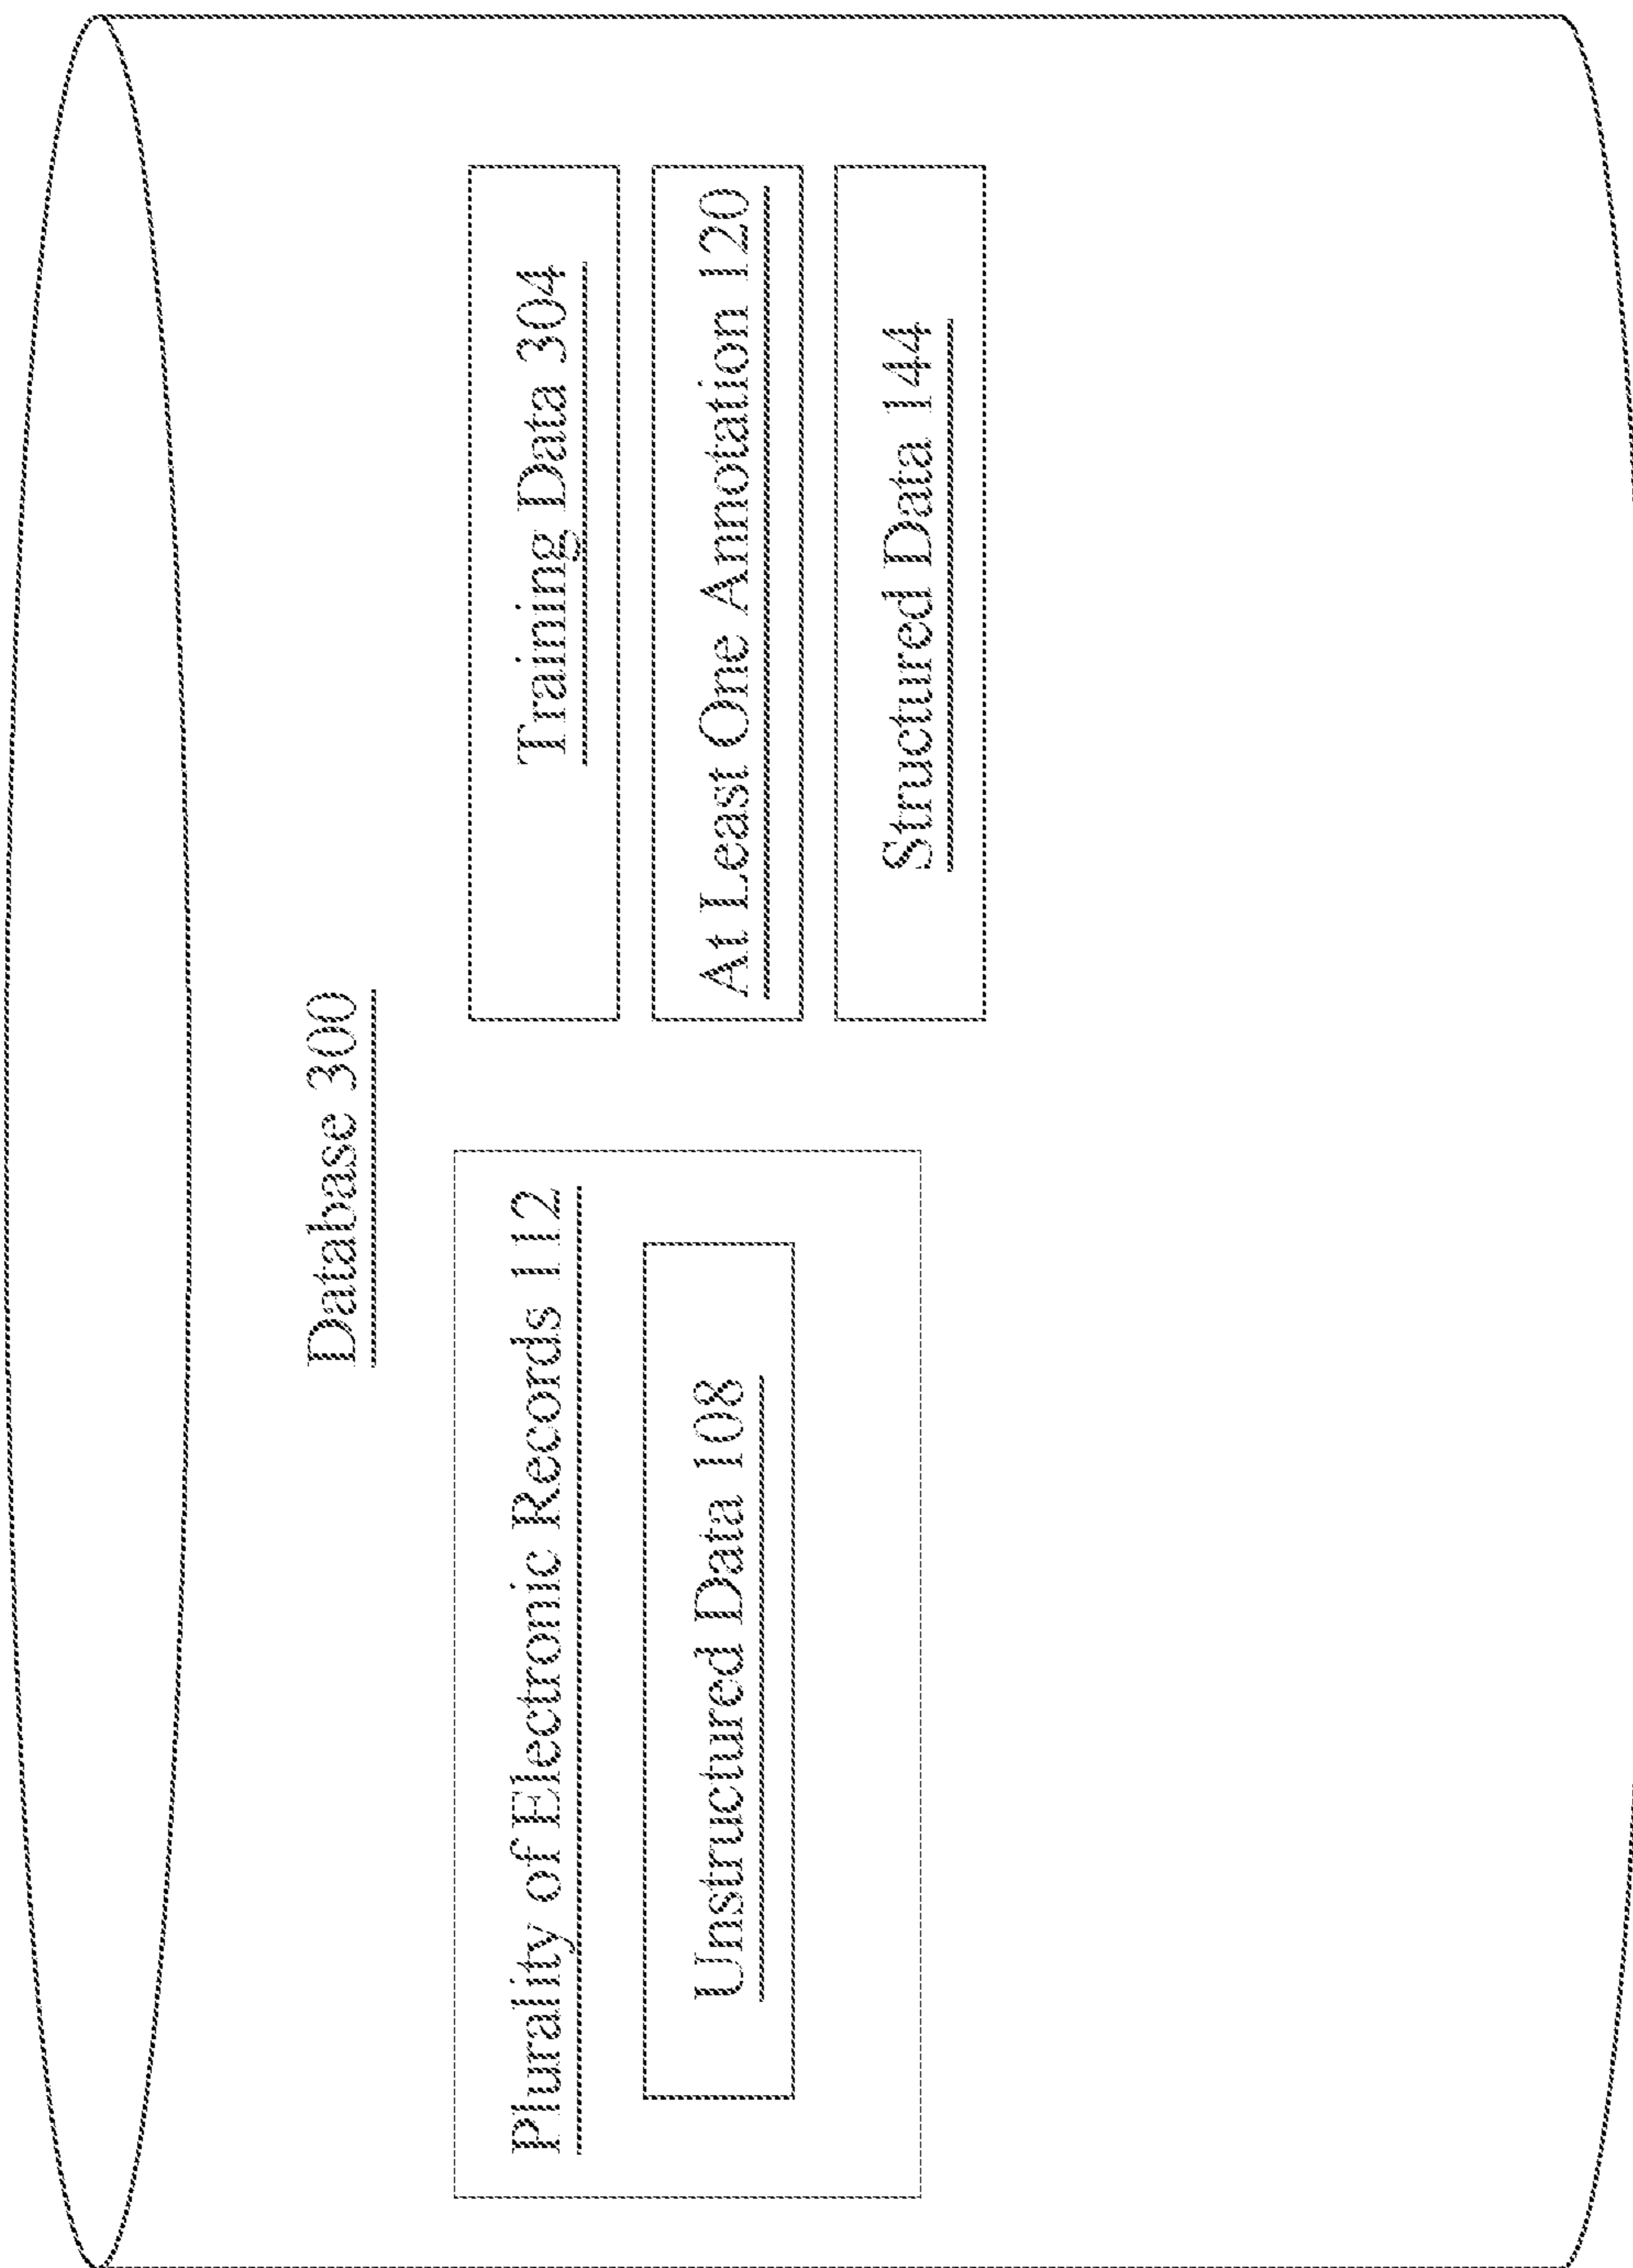 Database 300
Plurality of Electronic Records 112
Unstructured Data 108
Training Data 304
At Least One Annotation 120
Structured Data 144